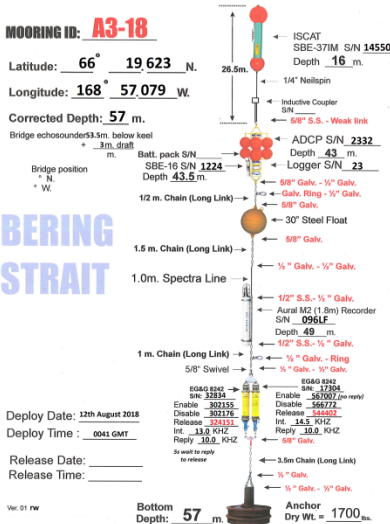 MOORING ID: A3-18
Latitude: 66° 19.623 N.
Longitude: 168° 57.079 W.
Corrected Depth: 57 m.
Bridge echosounder 53.5m. below keel
+ 3m. draft
m.
Bridge position
° N.
° W.
BERING
STRAIT
Deploy Date: 12th August 2018
Deploy Time : 0041 GMT
Release Date:
Release Time:
Ver. 01 rw
26.5m.
ISCAT
SBE-37IM S/N 14550
Depth 16 m.
1/4" Neilspin
Inductive Coupler
S/N
5/8" S.S. - Weak link
ADCP S/N 2332
Depth 43 m.
Logger S/N 23
Batt. pack S/N
SBE-16 S/N 1224
Depth 43.5 m.
5/8" Galv. - ½" Galv.
Galv. Ring - ½" Galv.
5/8" Galv.
1/2 m. Chain (Long Link)
30" Steel Float
5/8" Galv.
1.5 m. Chain (Long Link)
½ " Galv. - ½" Galv.
1.0m. Spectra Line
1/2" S.S.- ½ " Galv.
Aural M2 (1.8m) Recorder
S/N 096LF
Depth 49 m.
1/2" S.S.- ½ " Galv.
1 m. Chain (Long Link)
½ " Galv. - Ring
5/8" Swivel
½ " Galv. - ½" Galv.
EG&G 8242
S/N: 32834
Enable 302155
Disable 302176
Release 324151
Int. 13.0 KHZ
Reply 10.0 KHZ
5s wait to reply
to release
EG&G 8242
S/N: 17304
Enable 567007 (no reply)
Disable 566772
Release 544402
Int. 14.5 KHZ
Reply 10.0 KHZ
5/8" Galv.
3.5m Chain (Long Link)
½ " Galv.
½ " Galv. - ½" Galv.
Bottom
Depth: 57 m.
Anchor
Dry Wt. = 1700 lbs.